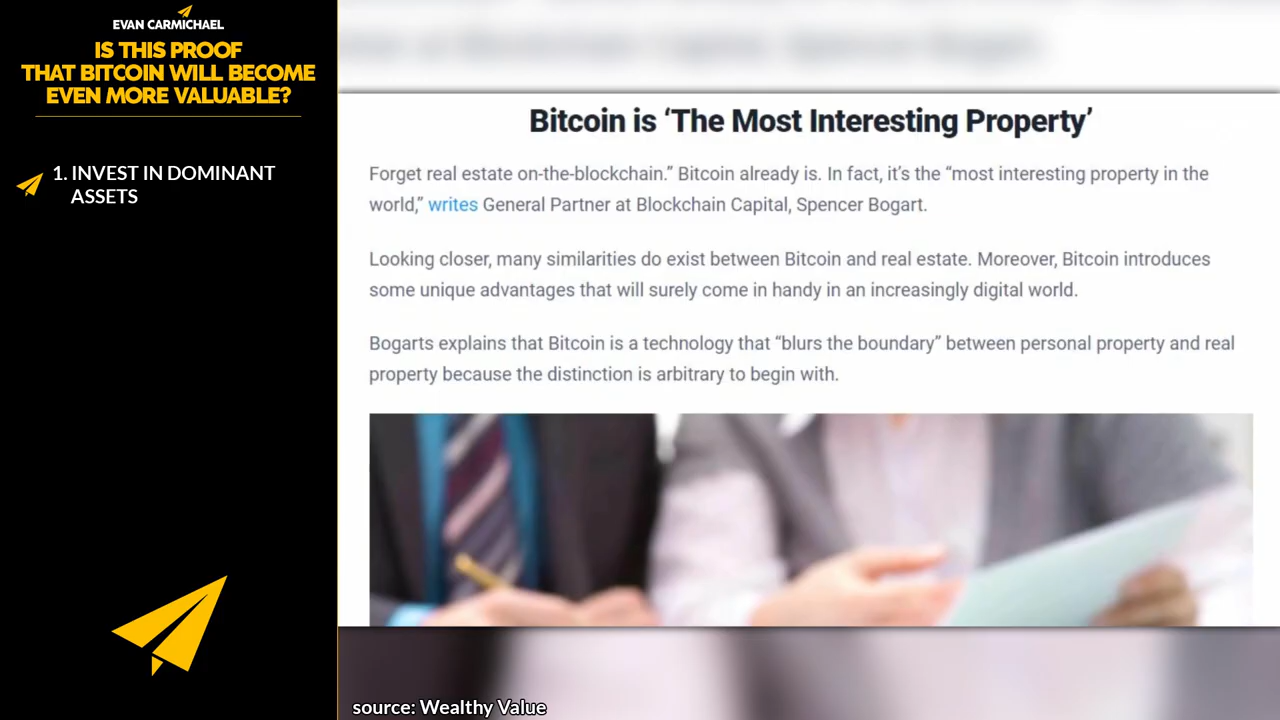 EVAN CARMICHAEL
IS THIS PROOF
THAT BITCOIN WILL BECOME
EVEN MORE VALUABLE?
1. INVEST IN DOMINANT
ASSETS
Bitcoin is ‘The Most Interesting Property’
Forget real estate on-the-blockchain.” Bitcoin already is. In fact, it’s the “most interesting property in the
world,” writes General Partner at Blockchain Capital, Spencer Bogart.
Looking closer, many similarities do exist between Bitcoin and real estate. Moreover, Bitcoin introduces
some unique advantages that will surely come in handy in an increasingly digital world.
Bogarts explains that Bitcoin is a technology that “blurs the boundary” between personal property and real
property because the distinction is arbitrary to begin with.
source: Wealthy Value